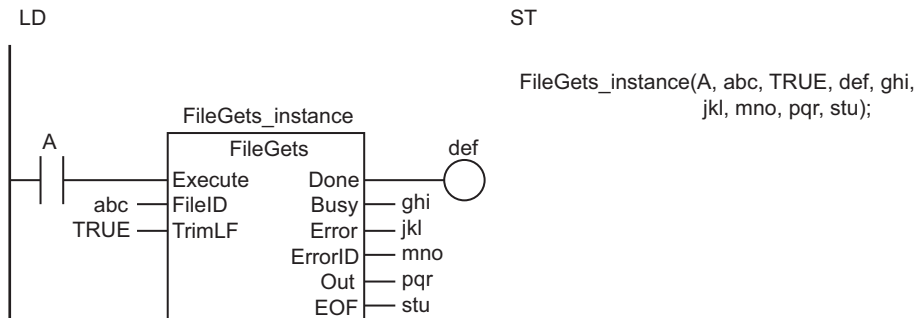 LD
ST
FileGets_instance(A, abc, TRUE, def, ghi,
jkl, mno, pqr, stu);
FileGets_instance
A
FileGets
def
Execute
Done
abc
FileID
Busy
ghi
TRUE
TrimLF
Error
jkl
ErrorID
mno
Out
pqr
EOF
stu